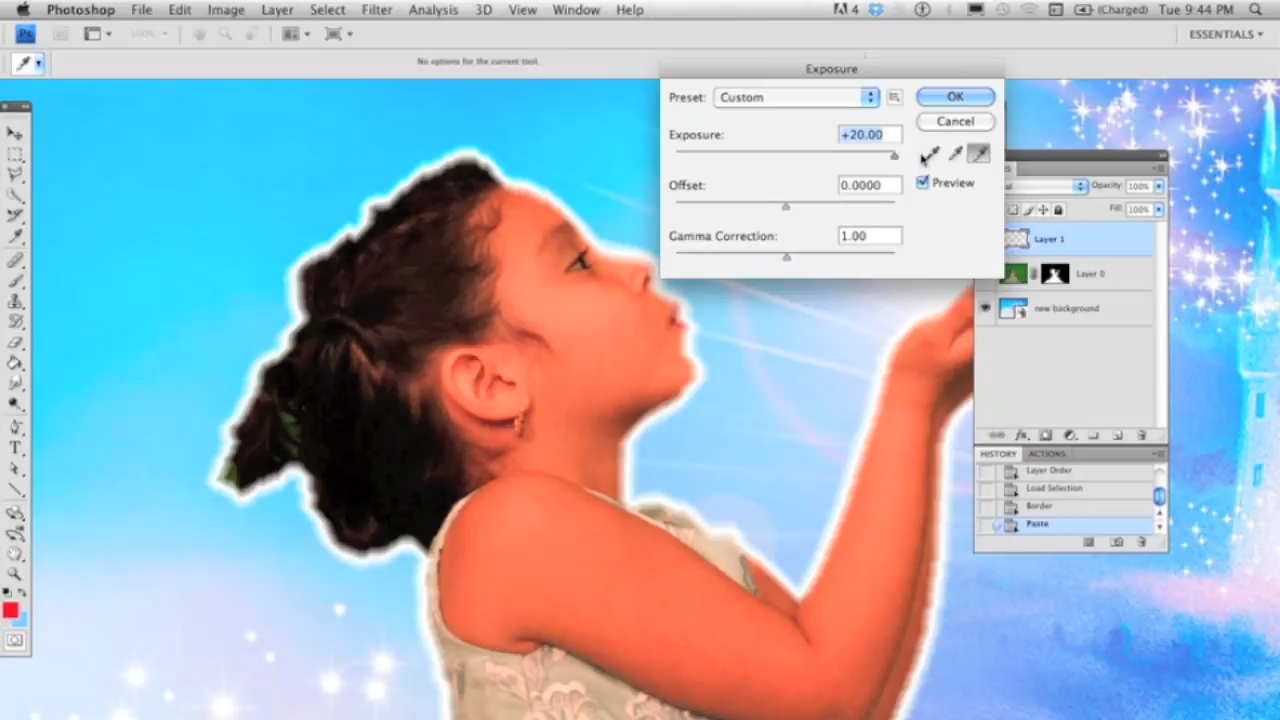 Photoshop File Edit Image Layer Select Filter Analysis 3D View Window Help 4 (Charged) Tue 9:44 PM
Ps 100% ESSENTIALS
No options for the current tool.
Exposure
Preset: Custom OK
Cancel
Exposure: +20.00
Preview
Offset: 0.0000
Gamma Correction: 1.00
Opacity: 100%
Fill: 100%
Layer 1
Layer 0
new background
fx
HISTORY ACTIONS
Layer Order
Load Selection
Border
Paste
T